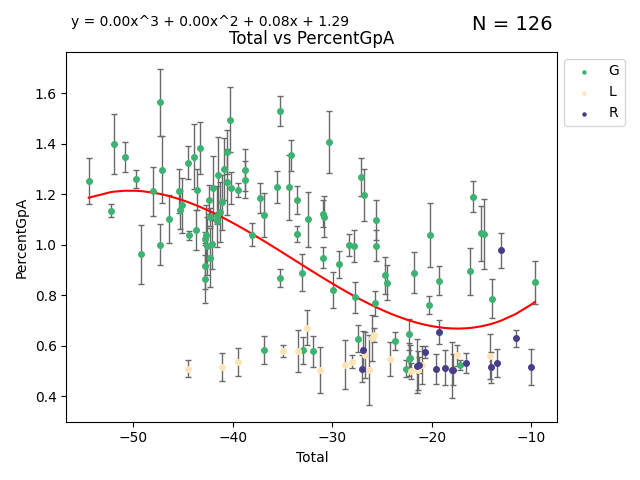 y = 0.00x^3 + 0.00x^2 + 0.08x + 1.29
N = 126
Total vs PercentGpA
G
L
R
PercentGpA
1.6
1.4
1.2
1.0
0.8
0.6
0.4
−50
−40
−30
−20
−10
Total